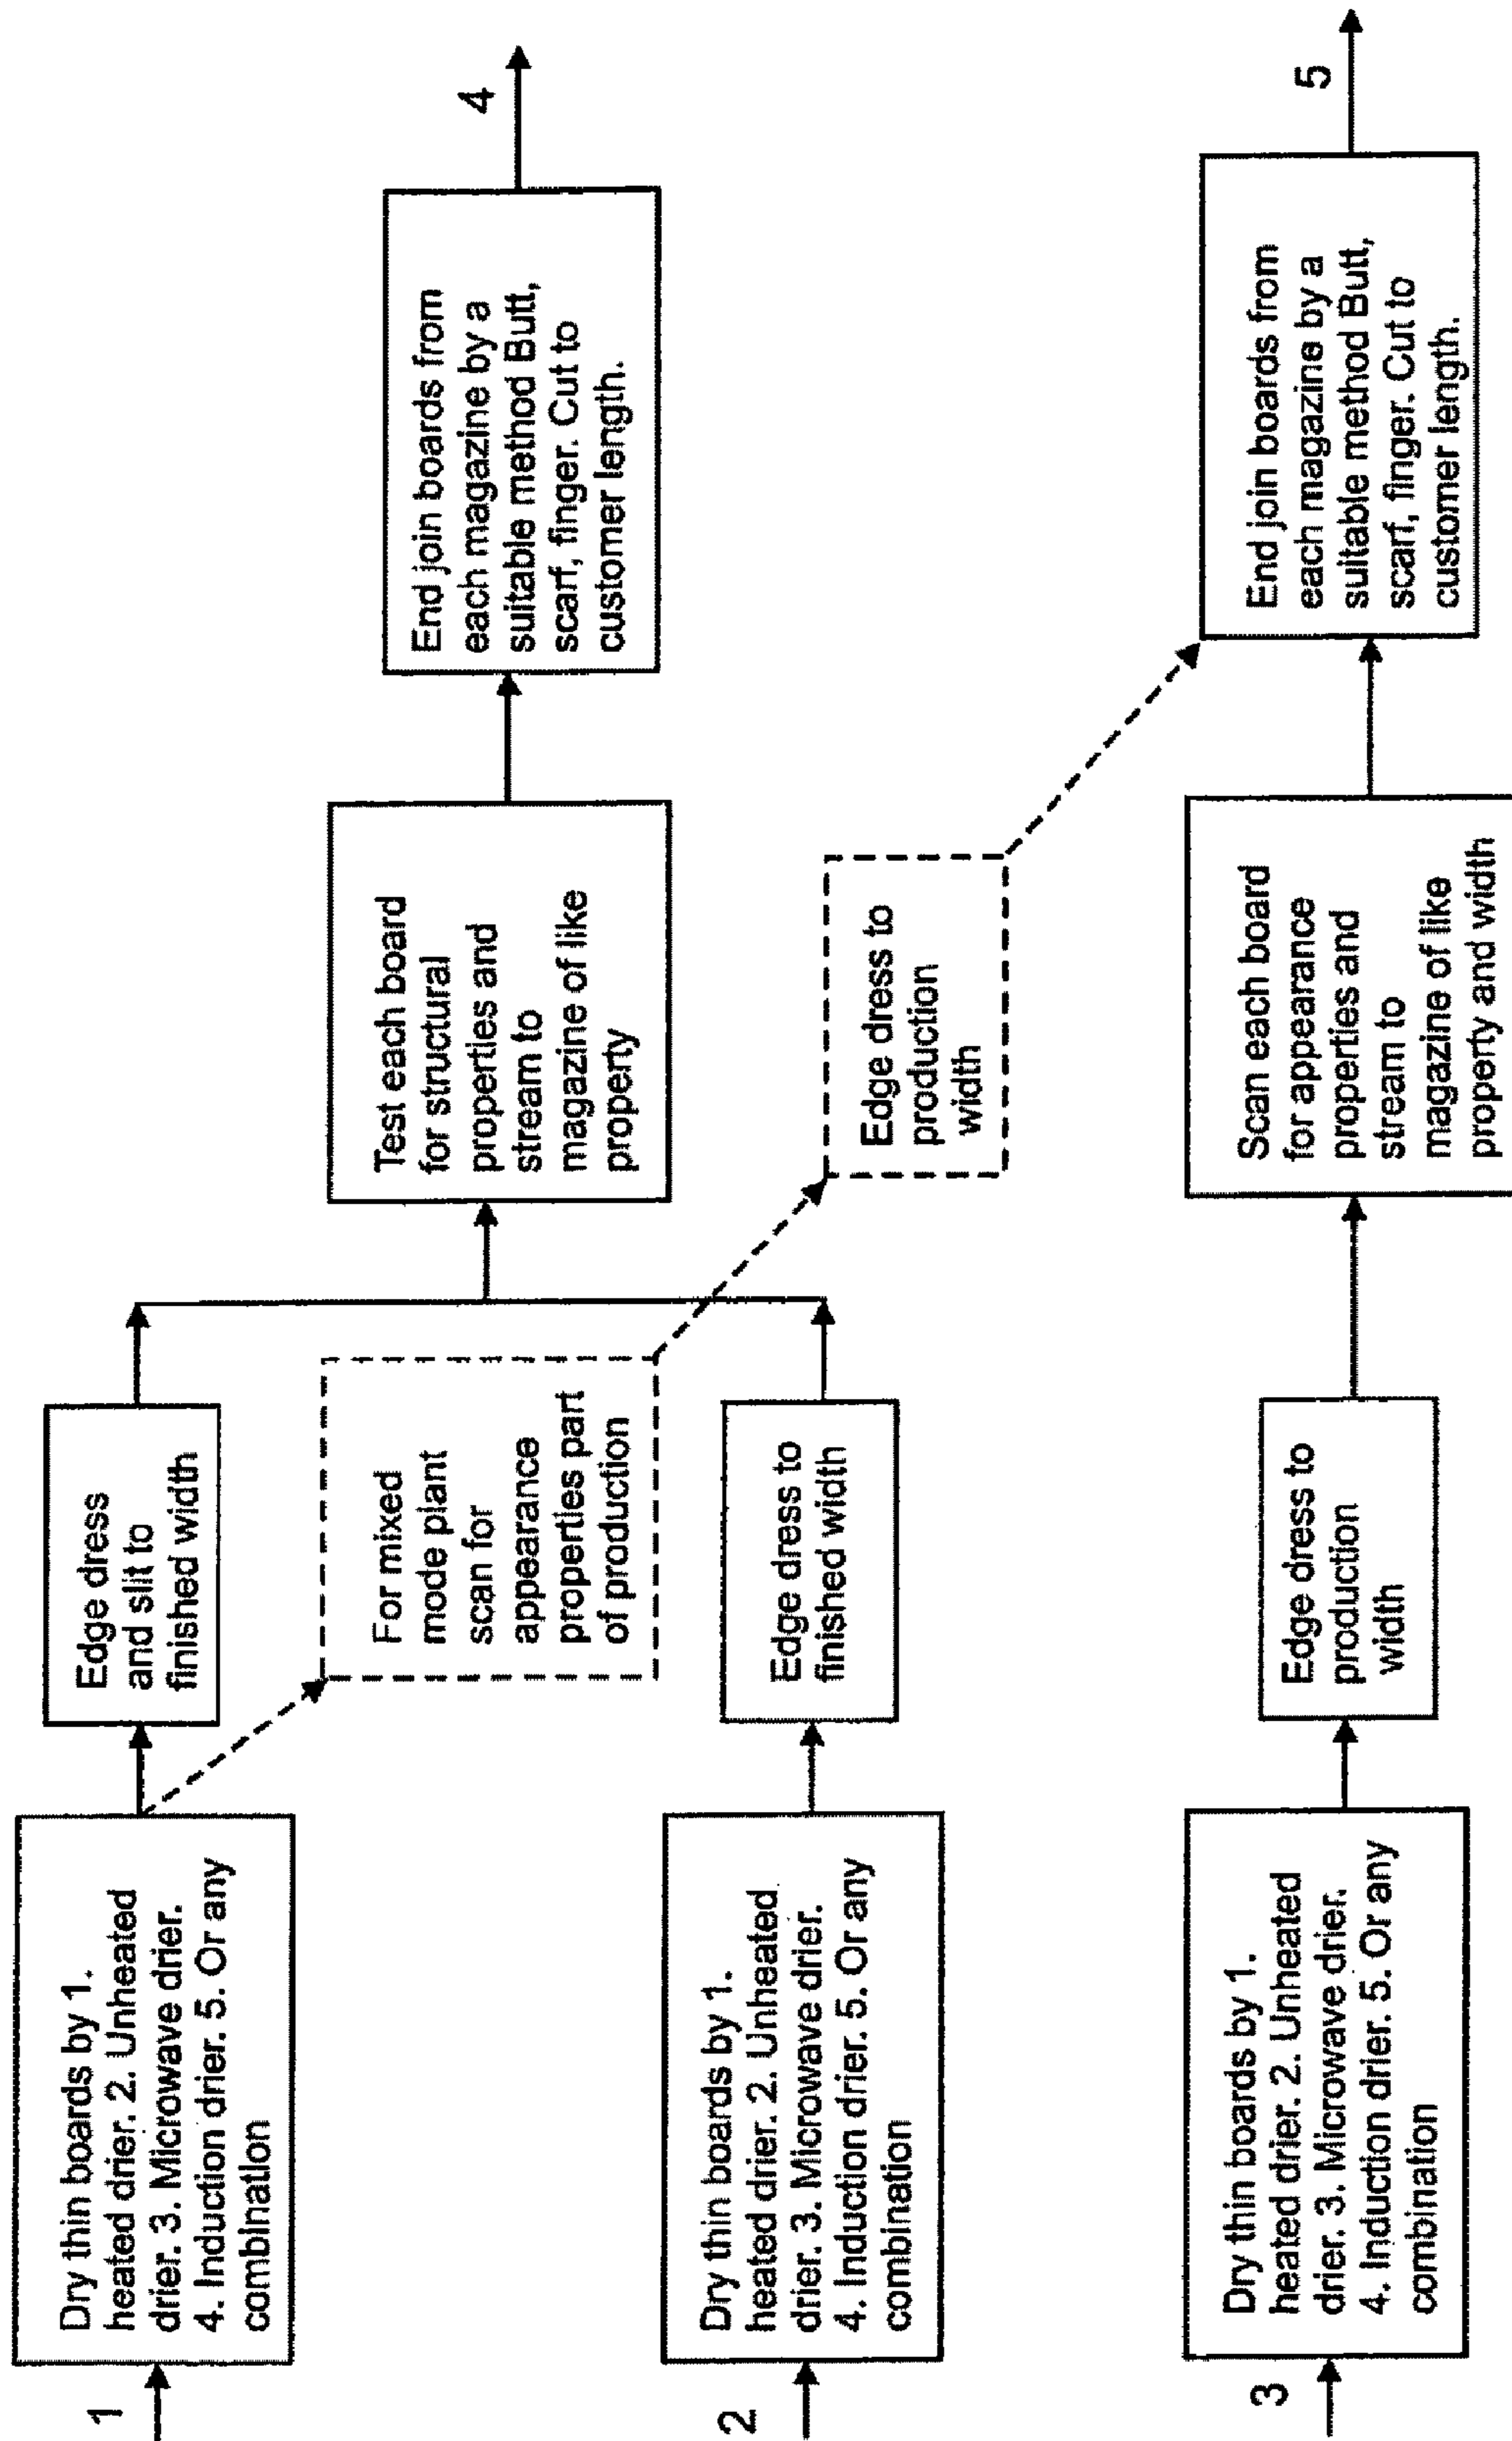 1
Dry thin boards by 1.
heated drier. 2. Unheated
drier. 3. Microwave drier.
4. Induction drier. 5. Or any
combination
Edge dress
and slit to
finished width
For mixed
mode plant
scan for
appearance
properties part
of production
Test each board
for structural
properties and
stream to
magazine of like
property
End join boards from
each magazine by a
suitable method Butt,
scarf, finger. Cut to
customer length.
4
2
Dry thin boards by 1.
heated drier. 2. Unheated
drier. 3. Microwave drier.
4. Induction drier. 5. Or any
combination
Edge dress to
finished width
Edge dress to
production
width
3
Dry thin boards by 1.
heated drier. 2. Unheated
drier. 3. Microwave drier.
4. Induction drier. 5. Or any
combination
Edge dress to
production
width
Scan each board
for appearance
properties and
stream to
magazine of like
property and width
End join boards from
each magazine by a
suitable method Butt,
scarf, finger. Cut to
customer length.
5